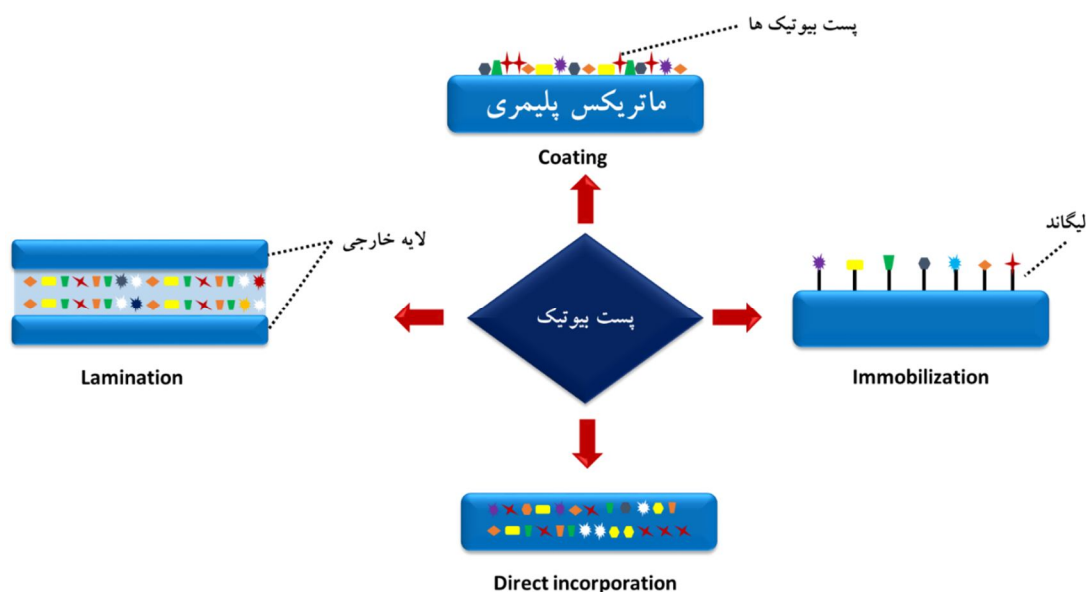 پست بیوتیک ها
ماتریکس پلیمری
Coating
لایه خارجی
لیگاند
پست بیوتیک
Lamination
Immobilization
Direct incorporation